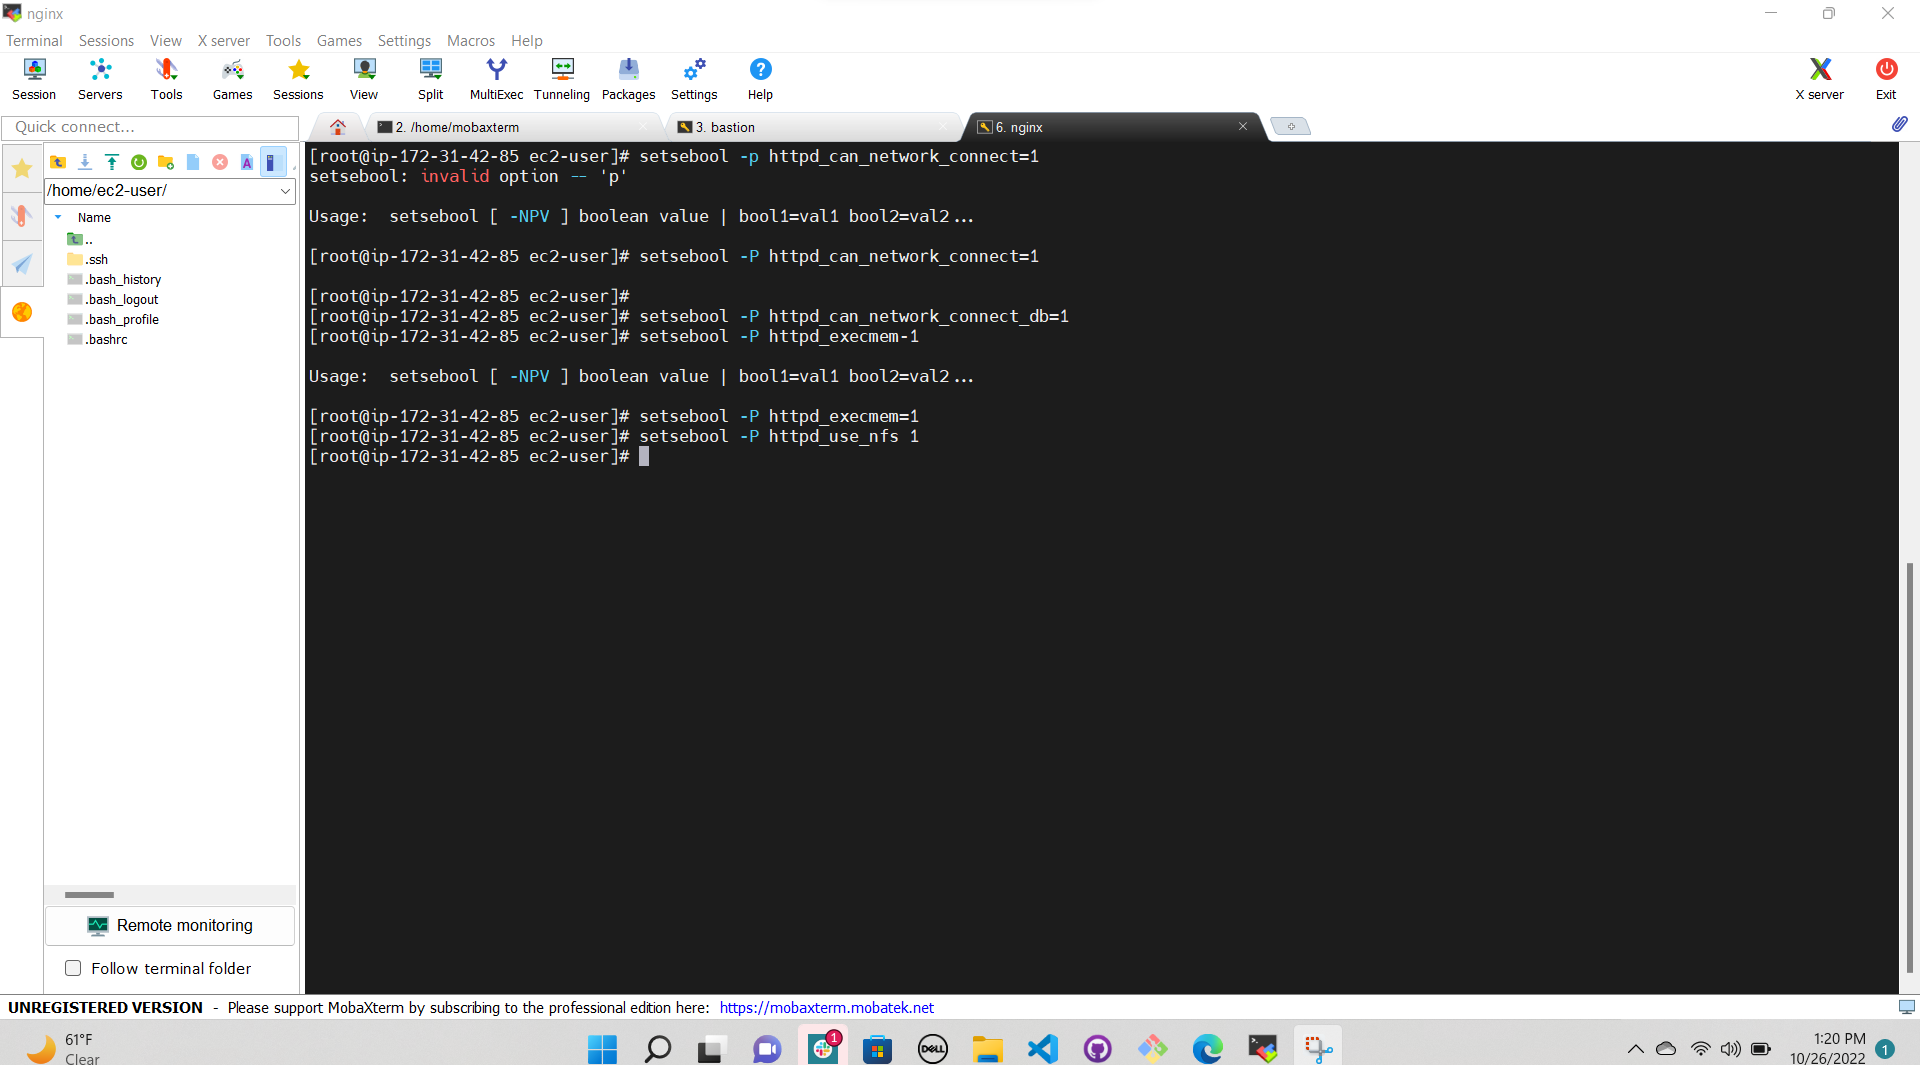 nginx
Terminal Sessions View X server Tools Games Settings Macros Help
Session Servers Tools Games Sessions View Split MultiExec Tunneling Packages Settings Help X server Exit
Quick connect...
2. /home/mobaxterm
3. bastion
6. nginx
/home/ec2-user/
Name
..
.ssh
.bash_history
.bash_logout
.bash_profile
.bashrc
Remote monitoring
Follow terminal folder
[root@ip-172-31-42-85 ec2-user]# setsebool -p httpd_can_network_connect=1
setsebool: invalid option -- 'p'
Usage:  setsebool [ -NPV ] boolean value | bool1=val1 bool2=val2...
[root@ip-172-31-42-85 ec2-user]# setsebool -P httpd_can_network_connect=1
[root@ip-172-31-42-85 ec2-user]#
[root@ip-172-31-42-85 ec2-user]# setsebool -P httpd_can_network_connect_db=1
[root@ip-172-31-42-85 ec2-user]# setsebool -P httpd_execmem-1
Usage:  setsebool [ -NPV ] boolean value | bool1=val1 bool2=val2...
[root@ip-172-31-42-85 ec2-user]# setsebool -P httpd_execmem=1
[root@ip-172-31-42-85 ec2-user]# setsebool -P httpd_use_nfs 1
[root@ip-172-31-42-85 ec2-user]#
UNREGISTERED VERSION - Please support MobaXterm by subscribing to the professional edition here: https://mobaxterm.mobatek.net
61°F
Clear
1
DELL
1:20 PM
10/26/2022
1